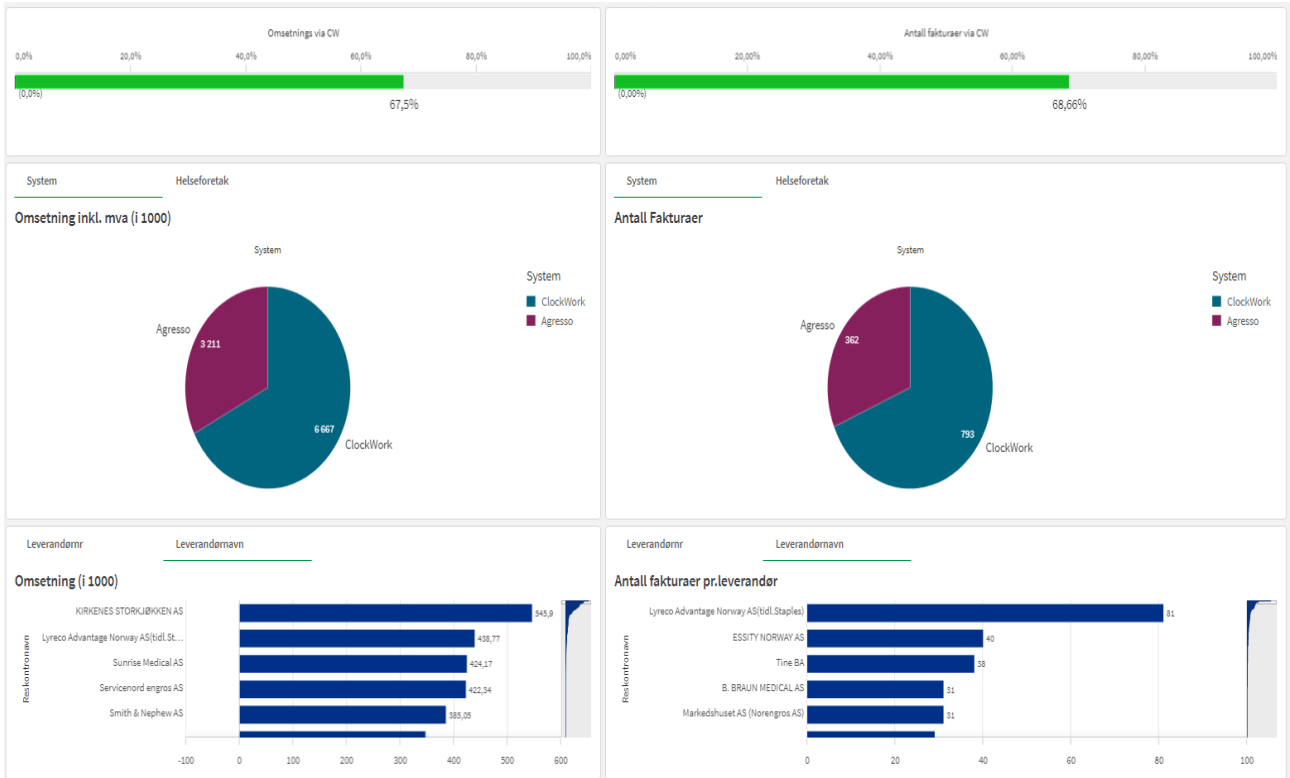 Omsetnings via CW
0,0% 20,0% 40,0% 60,0% 80,0% 100,0%
(0,0%)
67,5%
Antall fakturaer via CW
0,00% 20,00% 40,00% 60,00% 80,00% 100,00%
(0,00%)
68,66%
System Helseforetak
Omsetning inkl. mva (i 1000)
System
System
ClockWork
Agresso
Agresso
3 211
6 667
ClockWork
System Helseforetak
Antall Fakturaer
System
System
ClockWork
Agresso
Agresso
362
793
ClockWork
Leverandørnr Leverandørnavn
Omsetning (i 1000)
Reskontronavn
KIRKENES STORKJØKKEN AS 545,9
Lyreco Advantage Norway AS(tidl.St... 438,77
Sunrise Medical AS 424,17
Servicenord engros AS 422,34
Smith & Nephew AS 385,05
-100 0 100 200 300 400 500 600
Leverandørnr Leverandørnavn
Antall fakturaer pr.leverandør
Reskontronavn
Lyreco Advantage Norway AS(tidl.Staples) 81
ESSITY NORWAY AS 40
Tine BA 38
B. BRAUN MEDICAL AS 31
Markedshuset AS (Norengros AS) 31
0 20 40 60 80 100